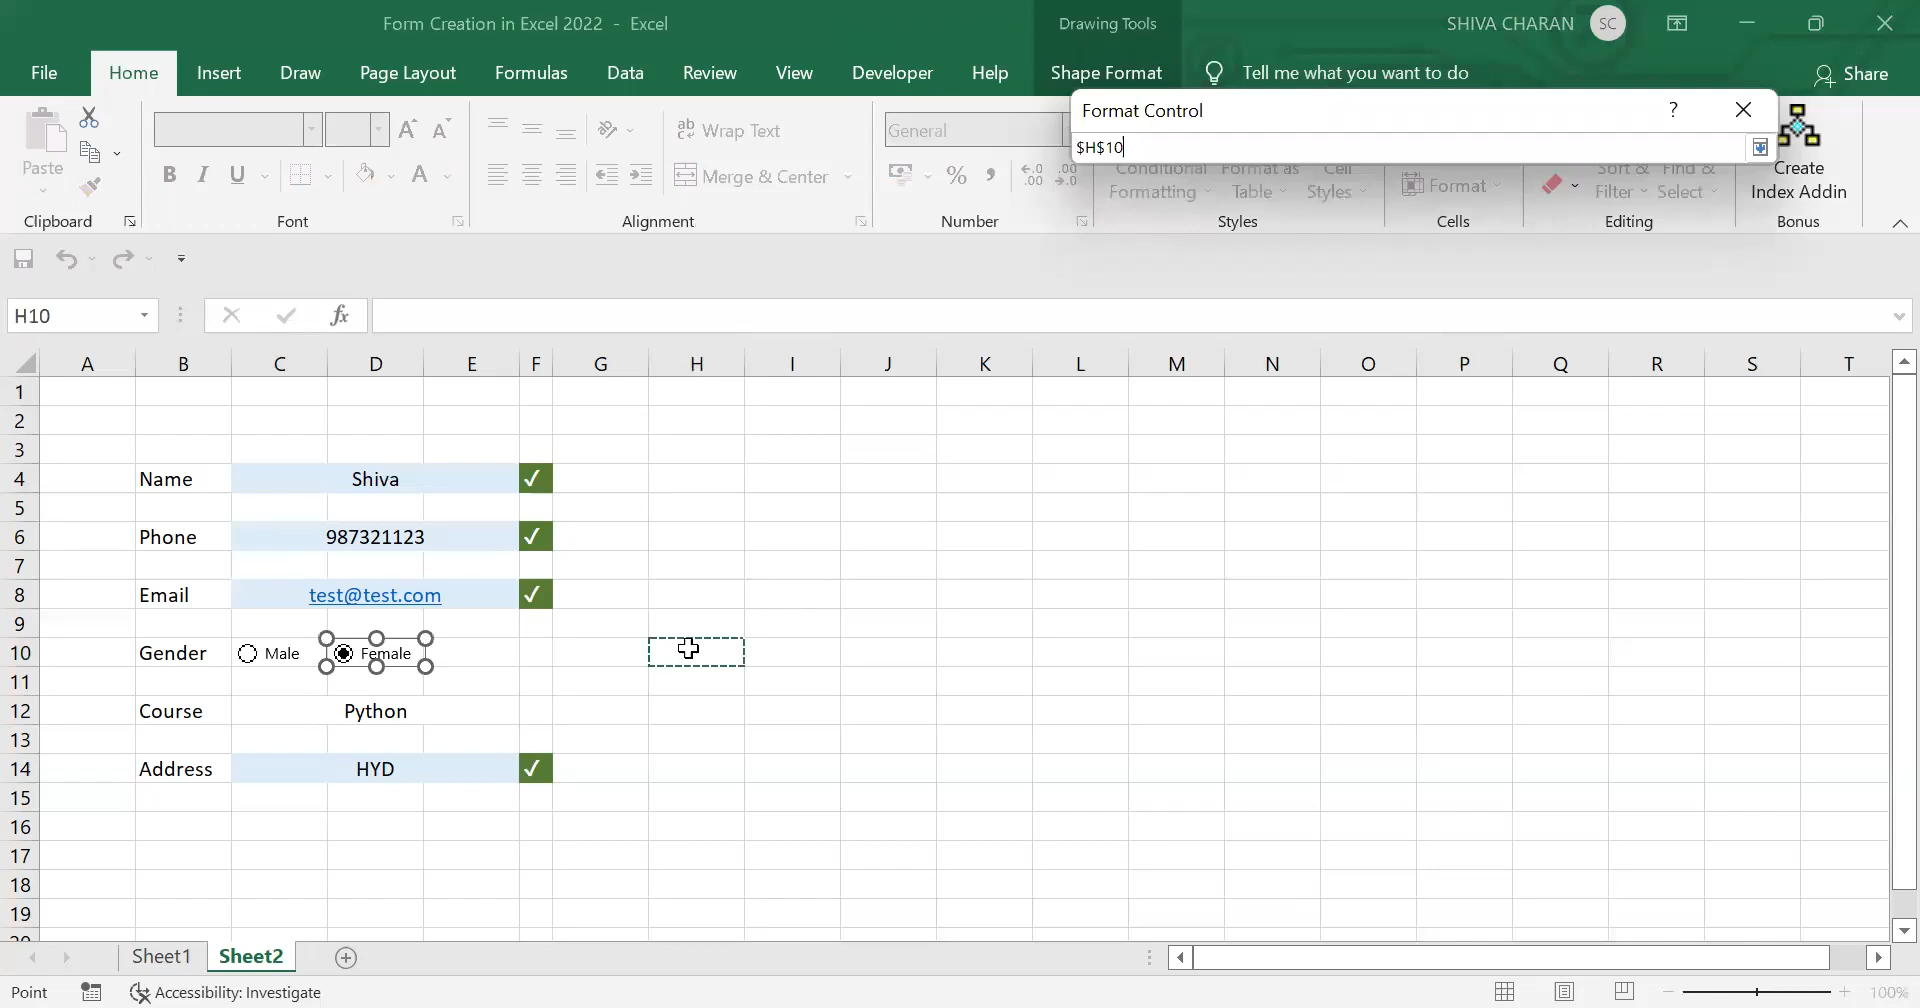 Form Creation in Excel 2022 - Excel
Drawing Tools
SHIVA CHARAN
SC
File
Home
Insert
Draw
Page Layout
Formulas
Data
Review
View
Developer
Help
Shape Format
Tell me what you want to do
Share
Format Control
?
$H$10
Paste
Clipboard
B I U
A
Font
Wrap Text
Merge & Center
Alignment
General
%
Number
Conditional
Formatting
Format as
Table
Cell
Styles
Styles
Format
Cells
Sort &
Filter
Find &
Select
Editing
Create
Index Addin
Bonus
H10
fx
A B C D E F G H I J K L M N O P Q R S T
1
2
3
4 Name Shiva ✓
5
6 Phone 987321123 ✓
7
8 Email test@test.com ✓
9
10 Gender Male Female
11
12 Course Python
13
14 Address HYD ✓
15
16
17
18
19
20
Sheet1
Sheet2
Point
Accessibility: Investigate
100%